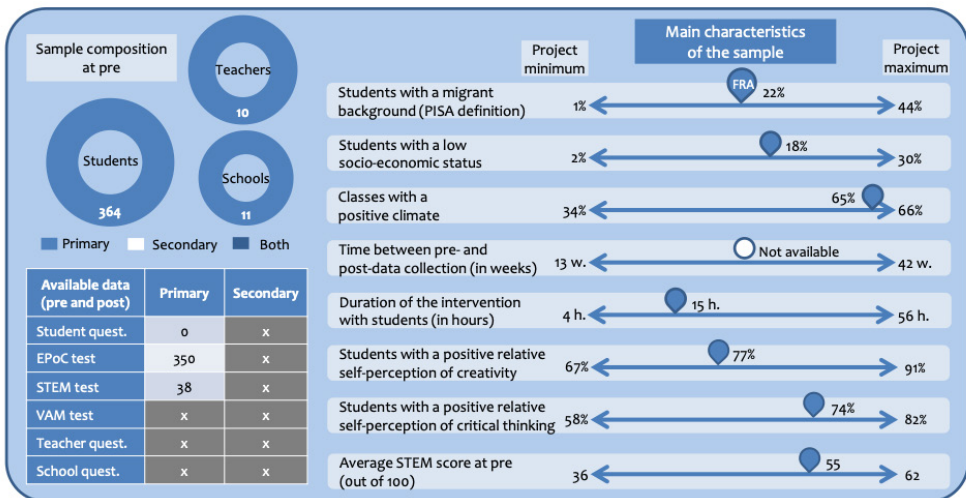 Sample composition
at pre
Teachers
10
Students
364
Schools
11
Primary
Secondary
Both
Available data
(pre and post)
Primary
Secondary
Student quest.
0
x
EPoC test
350
x
STEM test
38
x
VAM test
x
x
Teacher quest.
x
x
School quest.
x
x
Main characteristics
of the sample
Project
minimum
Project
maximum
Students with a migrant
background (PISA definition)
1%
FRA
22%
44%
Students with a low
socio-economic status
2%
18%
30%
Classes with a
positive climate
34%
65%
66%
Time between pre- and
post-data collection (in weeks)
13 w.
Not available
42 w.
Duration of the intervention
with students (in hours)
4 h.
15 h.
56 h.
Students with a positive relative
self-perception of creativity
67%
77%
91%
Students with a positive relative
self-perception of critical thinking
58%
74%
82%
Average STEM score at pre
(out of 100)
36
55
62